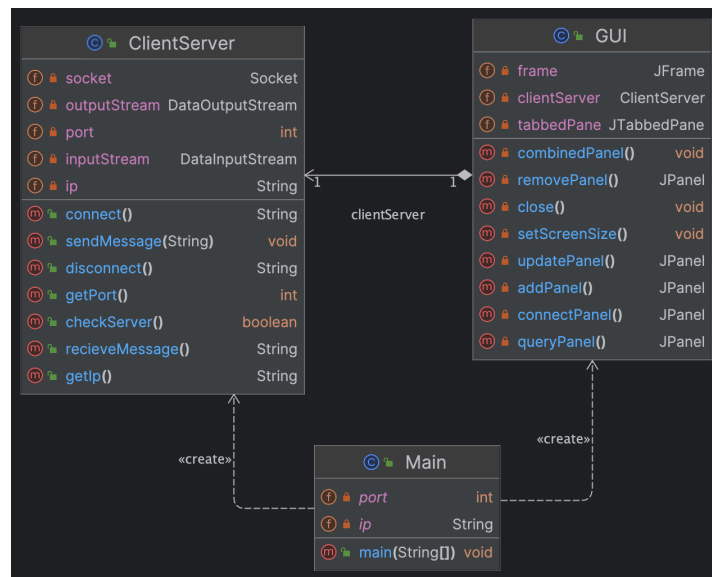 ClientServer
socket Socket
outputStream DataOutputStream
port int
inputStream DataInputStream
ip String
connect() String
sendMessage(String) void
disconnect() String
getPort() int
checkServer() boolean
recieveMessage() String
getIp() String
GUI
frame JFrame
clientServer ClientServer
tabbedPane JTabbedPane
combinedPanel() void
removePanel() JPanel
close() void
setScreenSize() void
updatePanel() JPanel
addPanel() JPanel
connectPanel() JPanel
queryPanel() JPanel
1 1
clientServer
«create»
«create»
Main
port int
ip String
main(String[]) void